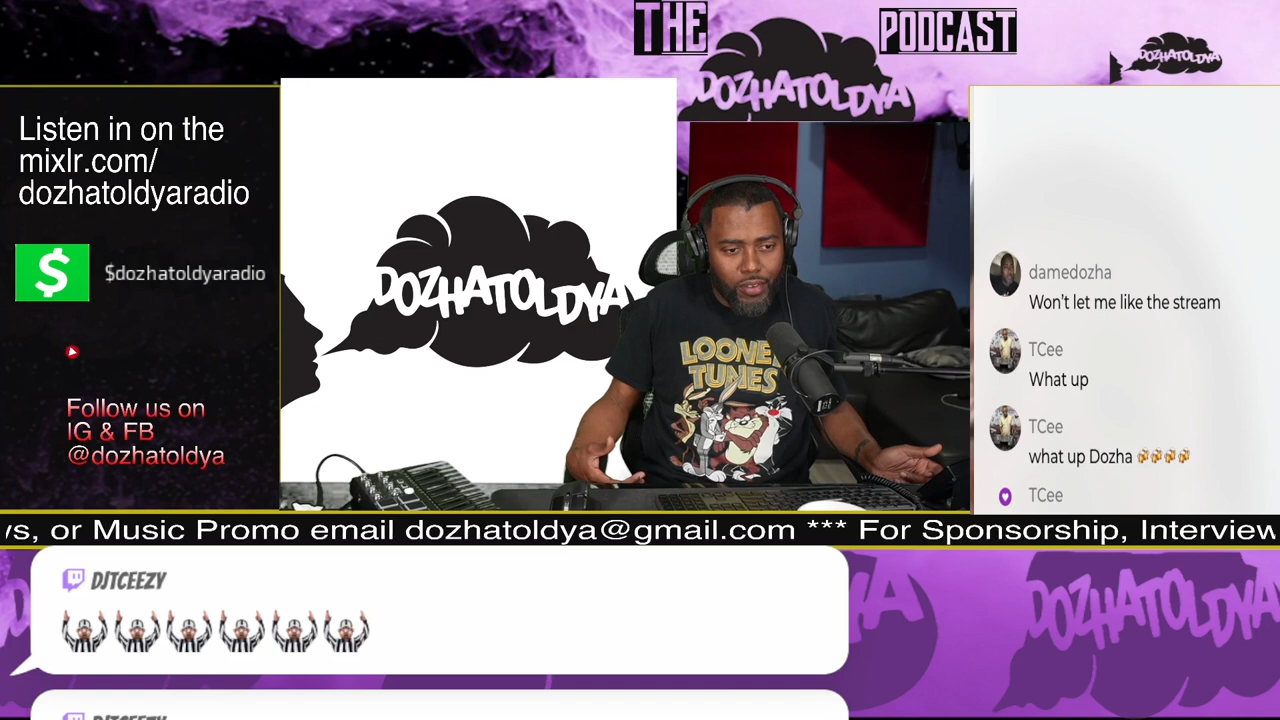 THE
PODCAST
DOZHATOLDYA
DOZHATOLDYA
Listen in on the
mixlr.com/
dozhatoldyaradio
$
$dozhatoldyaradio
Follow us on
IG & FB
@dozhatoldya
DOZHATOLDYA
LOONEY
TUNES
damedozha
Won't let me like the stream
TCee
What up
TCee
what up Dozha 🍻🍻🍻🍻
TCee
ws, or Music Promo email dozhatoldya@gmail.com *** For Sponsorship, Interview
DJTCEEZY
DOZHATOLDYA
DJTCEEZY